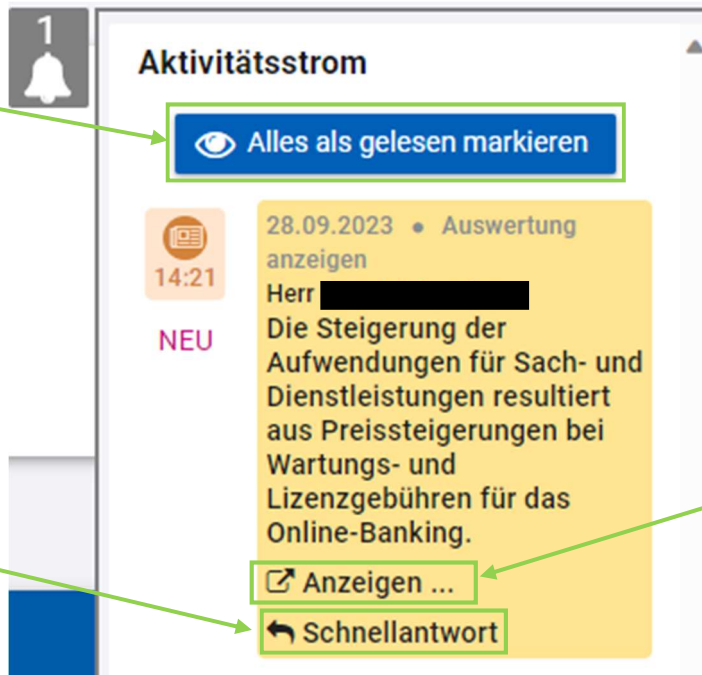 1
Aktivitätsstrom
Alles als gelesen markieren
14:21
NEU
28.09.2023 • Auswertung
anzeigen
Herr
Die Steigerung der
Aufwendungen für Sach- und
Dienstleistungen resultiert
aus Preissteigerungen bei
Wartungs- und
Lizenzgebühren für das
Online-Banking.
Anzeigen ...
Schnellantwort